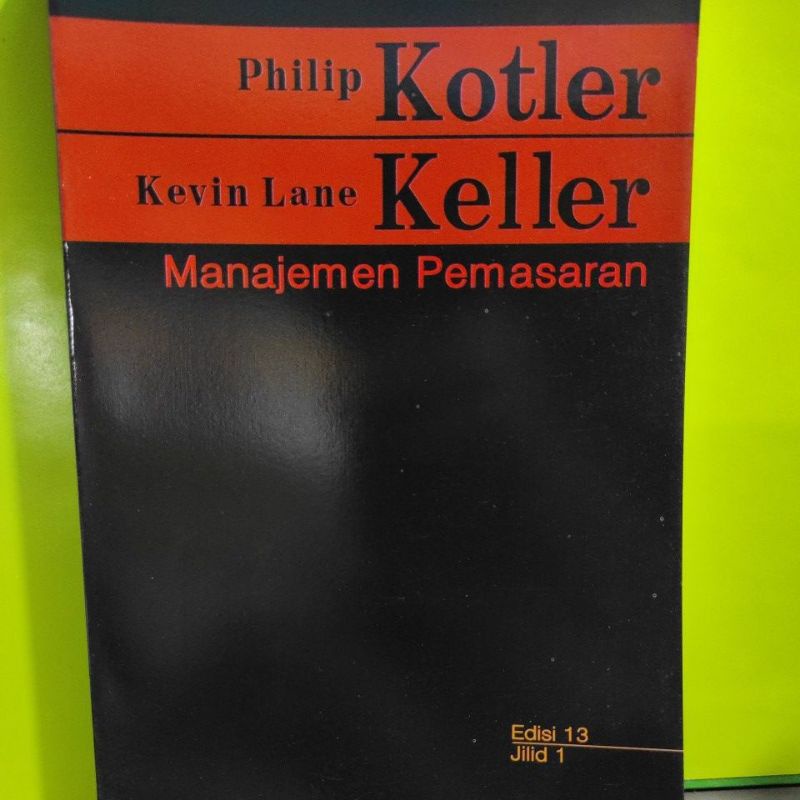 Philip Kotler
Kevin Lane Keller
Manajemen Pemasaran
Edisi 13
Jilid 1